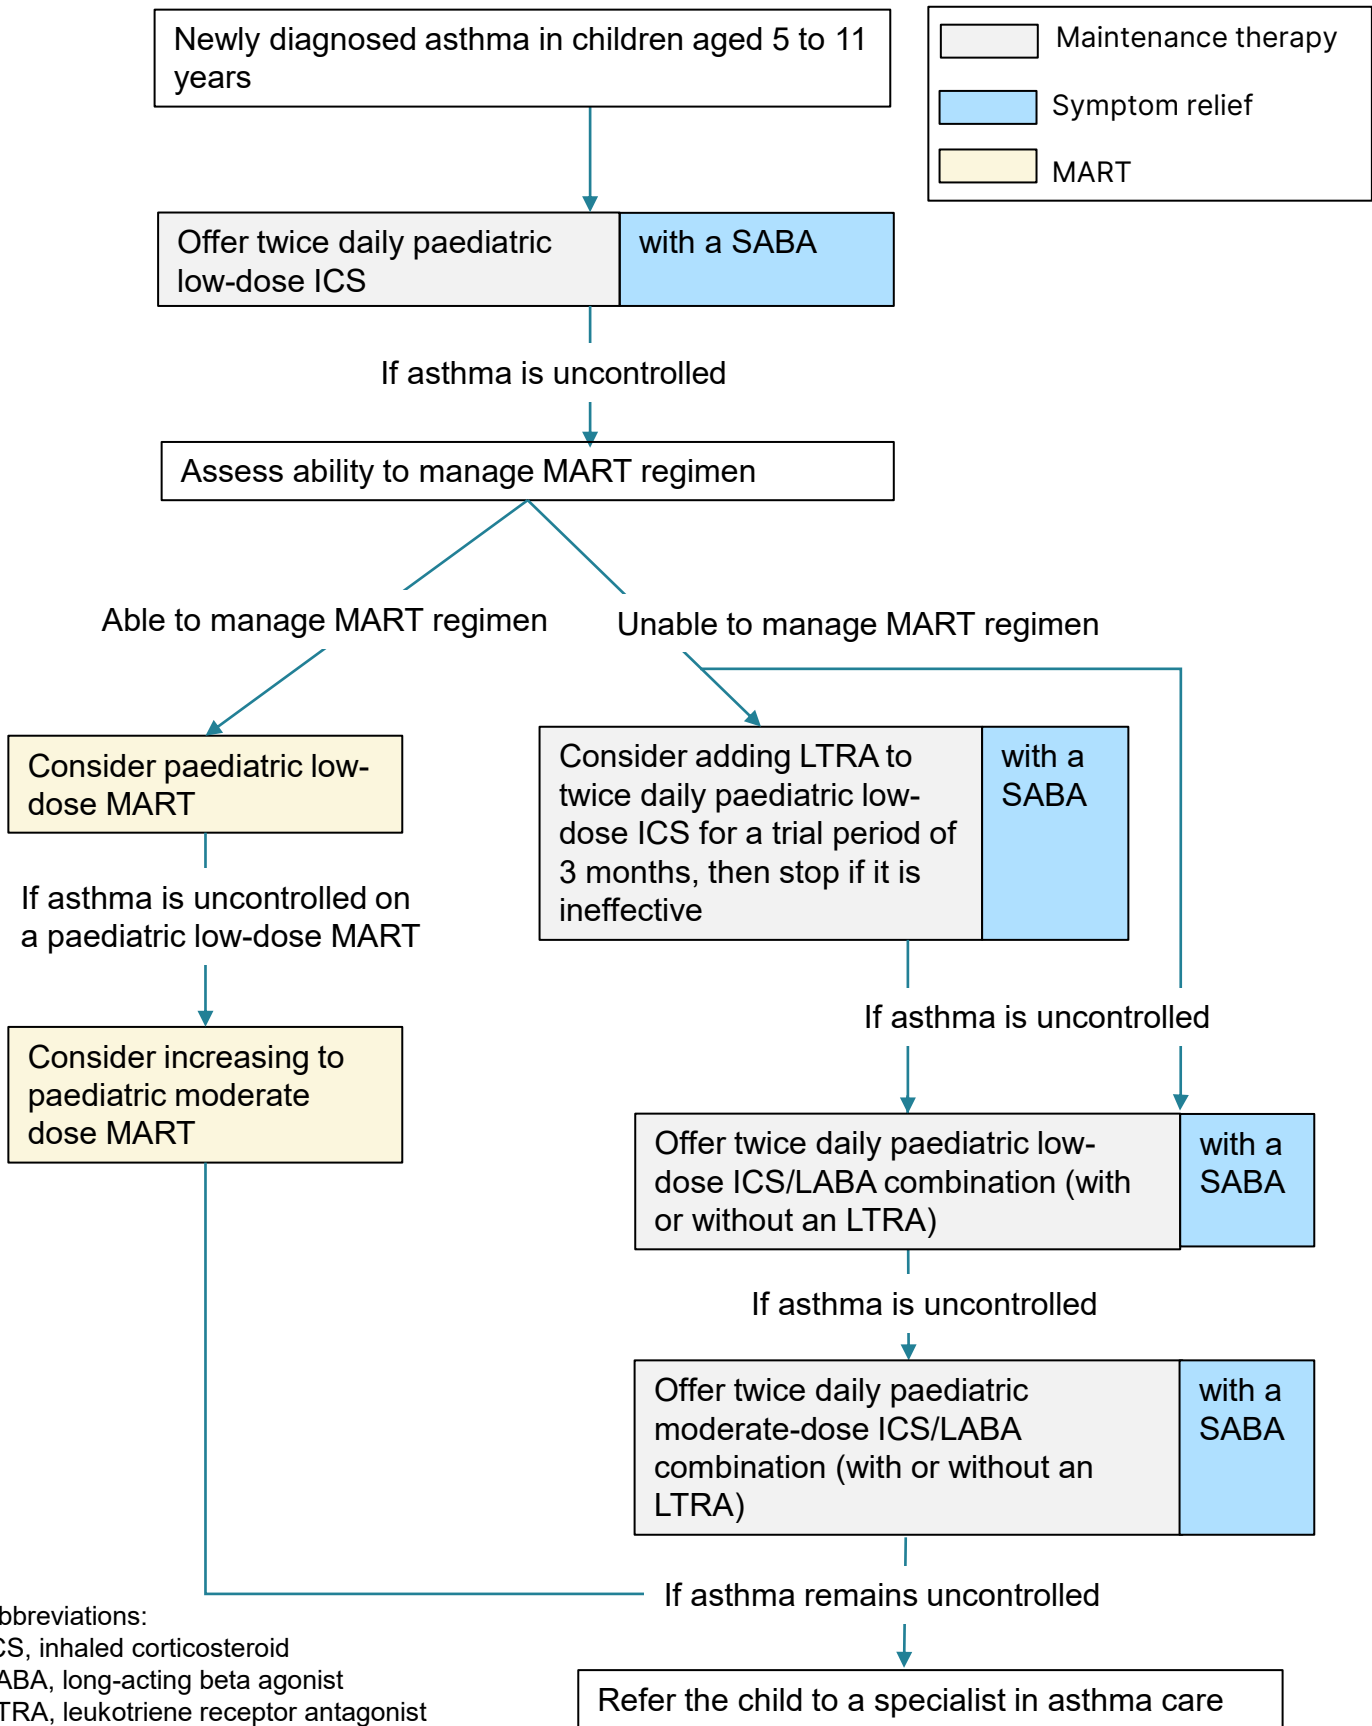 Newly diagnosed asthma in children aged 5 to 11
years
Maintenance therapy
Symptom relief
MART
Offer twice daily paediatric
low-dose ICS
with a SABA
If asthma is uncontrolled
Assess ability to manage MART regimen
Able to manage MART regimen
Unable to manage MART regimen
Consider paediatric low-
dose MART
If asthma is uncontrolled on
a paediatric low-dose MART
Consider increasing to
paediatric moderate
dose MART
Consider adding LTRA to
twice daily paediatric low-
dose ICS for a trial period of
3 months, then stop if it is
ineffective
with a
SABA
If asthma is uncontrolled
Offer twice daily paediatric low-
dose ICS/LABA combination (with
or without an LTRA)
with a
SABA
If asthma is uncontrolled
Offer twice daily paediatric
moderate-dose ICS/LABA
combination (with or without an
LTRA)
with a
SABA
If asthma remains uncontrolled
Refer the child to a specialist in asthma care
bbreviations:
CS, inhaled corticosteroid
ABA, long-acting beta agonist
TRA, leukotriene receptor antagonist